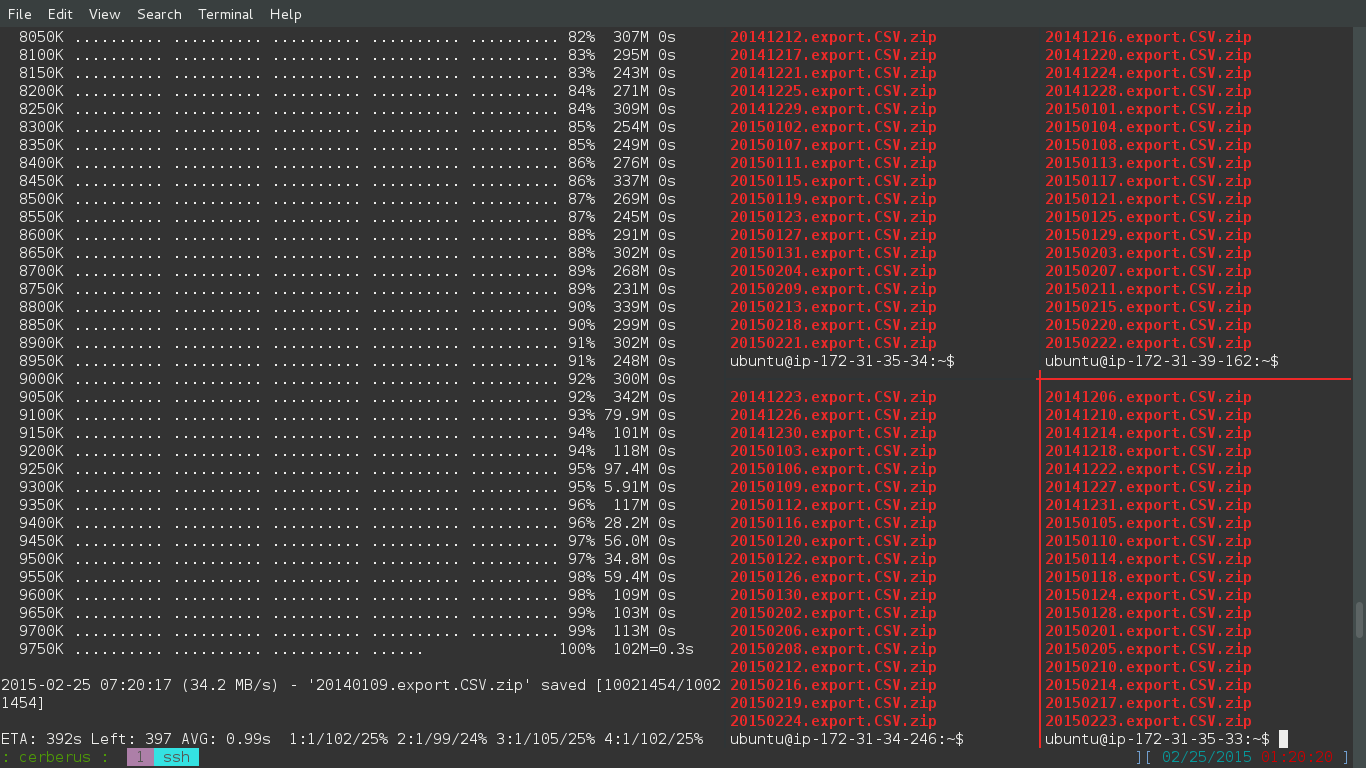 File Edit View Search Terminal Help
8050K .......... .......... .......... .......... .......... 82% 307M 0s
8100K .......... .......... .......... .......... .......... 83% 295M 0s
8150K .......... .......... .......... .......... .......... 83% 243M 0s
8200K .......... .......... .......... .......... .......... 84% 271M 0s
8250K .......... .......... .......... .......... .......... 84% 309M 0s
8300K .......... .......... .......... .......... .......... 85% 254M 0s
8350K .......... .......... .......... .......... .......... 85% 249M 0s
8400K .......... .......... .......... .......... .......... 86% 276M 0s
8450K .......... .......... .......... .......... .......... 86% 337M 0s
8500K .......... .......... .......... .......... .......... 87% 269M 0s
8550K .......... .......... .......... .......... .......... 87% 245M 0s
8600K .......... .......... .......... .......... .......... 88% 291M 0s
8650K .......... .......... .......... .......... .......... 88% 302M 0s
8700K .......... .......... .......... .......... .......... 89% 268M 0s
8750K .......... .......... .......... .......... .......... 89% 231M 0s
8800K .......... .......... .......... .......... .......... 90% 339M 0s
8850K .......... .......... .......... .......... .......... 90% 299M 0s
8900K .......... .......... .......... .......... .......... 91% 302M 0s
8950K .......... .......... .......... .......... .......... 91% 248M 0s
9000K .......... .......... .......... .......... .......... 92% 300M 0s
9050K .......... .......... .......... .......... .......... 92% 342M 0s
9100K .......... .......... .......... .......... .......... 93% 79.9M 0s
9150K .......... .......... .......... .......... .......... 94% 101M 0s
9200K .......... .......... .......... .......... .......... 94% 118M 0s
9250K .......... .......... .......... .......... .......... 95% 97.4M 0s
9300K .......... .......... .......... .......... .......... 95% 5.91M 0s
9350K .......... .......... .......... .......... .......... 96% 117M 0s
9400K .......... .......... .......... .......... .......... 96% 28.2M 0s
9450K .......... .......... .......... .......... .......... 97% 56.0M 0s
9500K .......... .......... .......... .......... .......... 97% 34.8M 0s
9550K .......... .......... .......... .......... .......... 98% 59.4M 0s
9600K .......... .......... .......... .......... .......... 98% 109M 0s
9650K .......... .......... .......... .......... .......... 99% 103M 0s
9700K .......... .......... .......... .......... .......... 99% 113M 0s
9750K .......... .......... .......... ...... 100% 102M=0.3s
2015-02-25 07:20:17 (34.2 MB/s) - '20140109.export.CSV.zip' saved [10021454/1002
1454]
ETA: 392s Left: 397 AVG: 0.99s 1:1/102/25% 2:1/99/24% 3:1/105/25% 4:1/102/25%
20141212.export.CSV.zip
20141217.export.CSV.zip
20141221.export.CSV.zip
20141225.export.CSV.zip
20141229.export.CSV.zip
20150102.export.CSV.zip
20150107.export.CSV.zip
20150111.export.CSV.zip
20150115.export.CSV.zip
20150119.export.CSV.zip
20150123.export.CSV.zip
20150127.export.CSV.zip
20150131.export.CSV.zip
20150204.export.CSV.zip
20150209.export.CSV.zip
20150213.export.CSV.zip
20150218.export.CSV.zip
20150221.export.CSV.zip
ubuntu@ip-172-31-35-34:~$
20141216.export.CSV.zip
20141220.export.CSV.zip
20141224.export.CSV.zip
20141228.export.CSV.zip
20150101.export.CSV.zip
20150104.export.CSV.zip
20150108.export.CSV.zip
20150113.export.CSV.zip
20150117.export.CSV.zip
20150121.export.CSV.zip
20150125.export.CSV.zip
20150129.export.CSV.zip
20150203.export.CSV.zip
20150207.export.CSV.zip
20150211.export.CSV.zip
20150215.export.CSV.zip
20150220.export.CSV.zip
20150222.export.CSV.zip
ubuntu@ip-172-31-39-162:~$
20141223.export.CSV.zip
20141226.export.CSV.zip
20141230.export.CSV.zip
20150103.export.CSV.zip
20150106.export.CSV.zip
20150109.export.CSV.zip
20150112.export.CSV.zip
20150116.export.CSV.zip
20150120.export.CSV.zip
20150122.export.CSV.zip
20150126.export.CSV.zip
20150130.export.CSV.zip
20150202.export.CSV.zip
20150206.export.CSV.zip
20150208.export.CSV.zip
20150212.export.CSV.zip
20150216.export.CSV.zip
20150219.export.CSV.zip
20150224.export.CSV.zip
ubuntu@ip-172-31-34-246:~$
20141206.export.CSV.zip
20141210.export.CSV.zip
20141214.export.CSV.zip
20141218.export.CSV.zip
20141222.export.CSV.zip
20141227.export.CSV.zip
20141231.export.CSV.zip
20150105.export.CSV.zip
20150110.export.CSV.zip
20150114.export.CSV.zip
20150118.export.CSV.zip
20150124.export.CSV.zip
20150128.export.CSV.zip
20150201.export.CSV.zip
20150205.export.CSV.zip
20150210.export.CSV.zip
20150214.export.CSV.zip
20150217.export.CSV.zip
20150223.export.CSV.zip
ubuntu@ip-172-31-35-33:~$
: cerberus : 1 ssh ][ 02/25/2015 01:20:20 ]